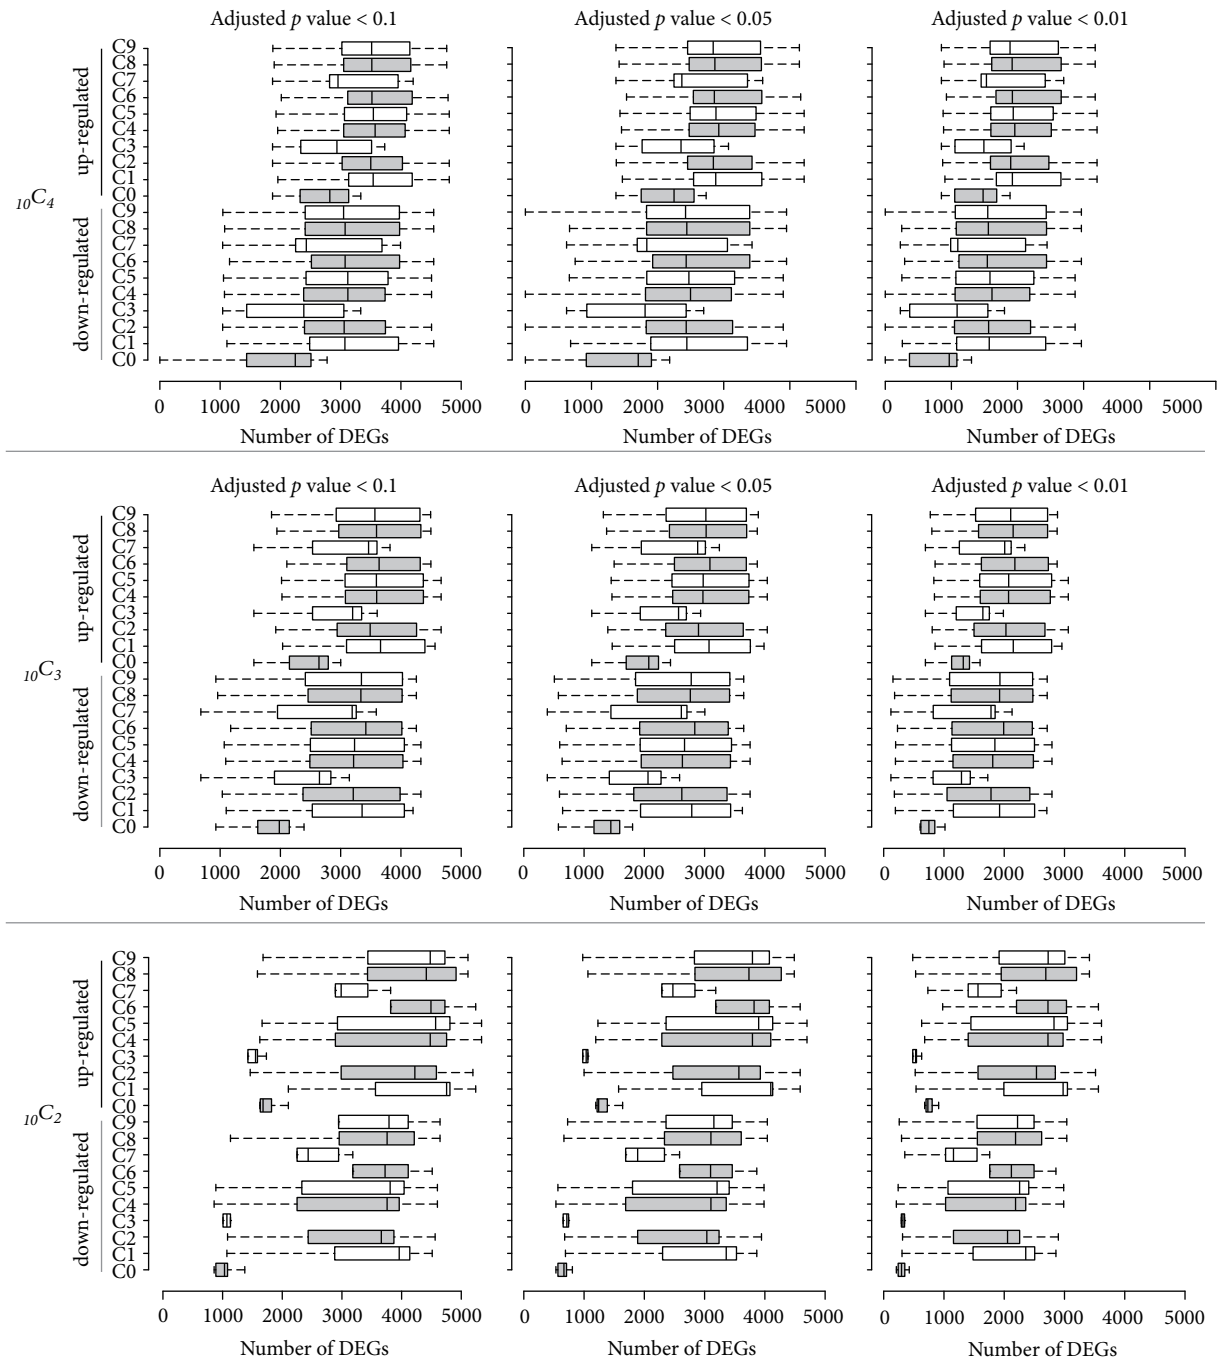 Adjusted p value < 0.1 Adjusted p value < 0.05 Adjusted p value < 0.01
10C4
up-regulated
C9
C8
C7
C6
C5
C4
C3
C2
C1
C0
down-regulated
C9
C8
C7
C6
C5
C4
C3
C2
C1
C0
0 1000 2000 3000 4000 5000 0 1000 2000 3000 4000 5000 0 1000 2000 3000 4000 5000
Number of DEGs Number of DEGs Number of DEGs
Adjusted p value < 0.1 Adjusted p value < 0.05 Adjusted p value < 0.01
10C3
up-regulated
C9
C8
C7
C6
C5
C4
C3
C2
C1
C0
down-regulated
C9
C8
C7
C6
C5
C4
C3
C2
C1
C0
0 1000 2000 3000 4000 5000 0 1000 2000 3000 4000 5000 0 1000 2000 3000 4000 5000
Number of DEGs Number of DEGs Number of DEGs
10C2
up-regulated
C9
C8
C7
C6
C5
C4
C3
C2
C1
C0
down-regulated
C9
C8
C7
C6
C5
C4
C3
C2
C1
C0
0 1000 2000 3000 4000 5000 0 1000 2000 3000 4000 5000 0 1000 2000 3000 4000 5000
Number of DEGs Number of DEGs Number of DEGs